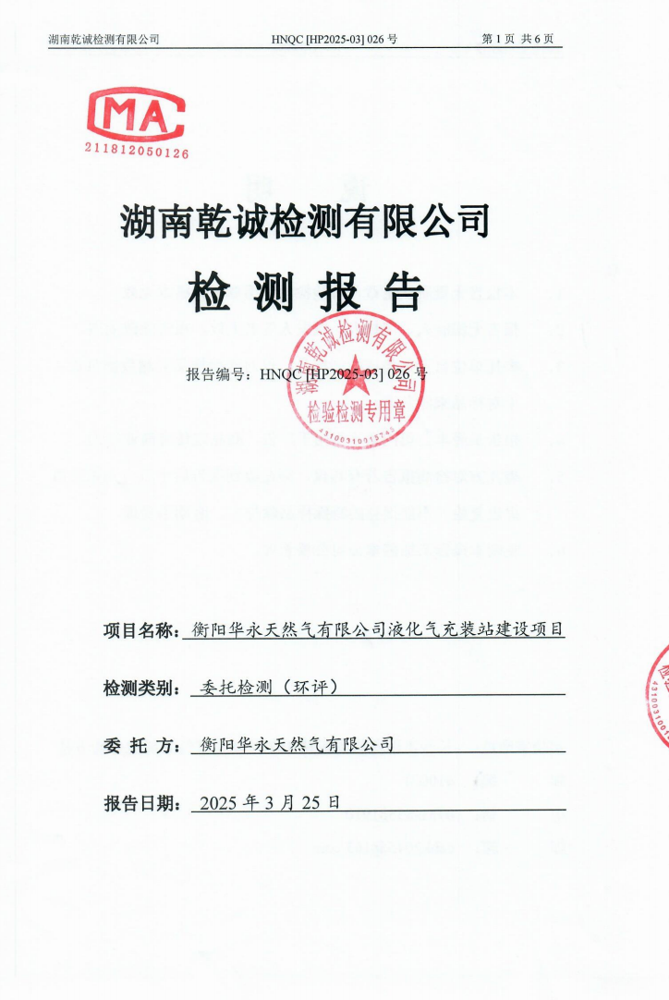 湖南乾诚检测有限公司 HNQC [HP2025-03] 026 号 第 1 页 共 6 页
MA
211812050126
湖南乾诚检测有限公司
检 测 报 告
湖南乾诚检测有限公司
报告编号：HNQC [HP2025-03] 026 号
检验检测专用章
项目名称：衡阳华永天然气有限公司液化气充装站建设项目
检测类别：委托检测（环评）
委 托 方：衡阳华永天然气有限公司
报告日期：2025 年 3 月 25 日